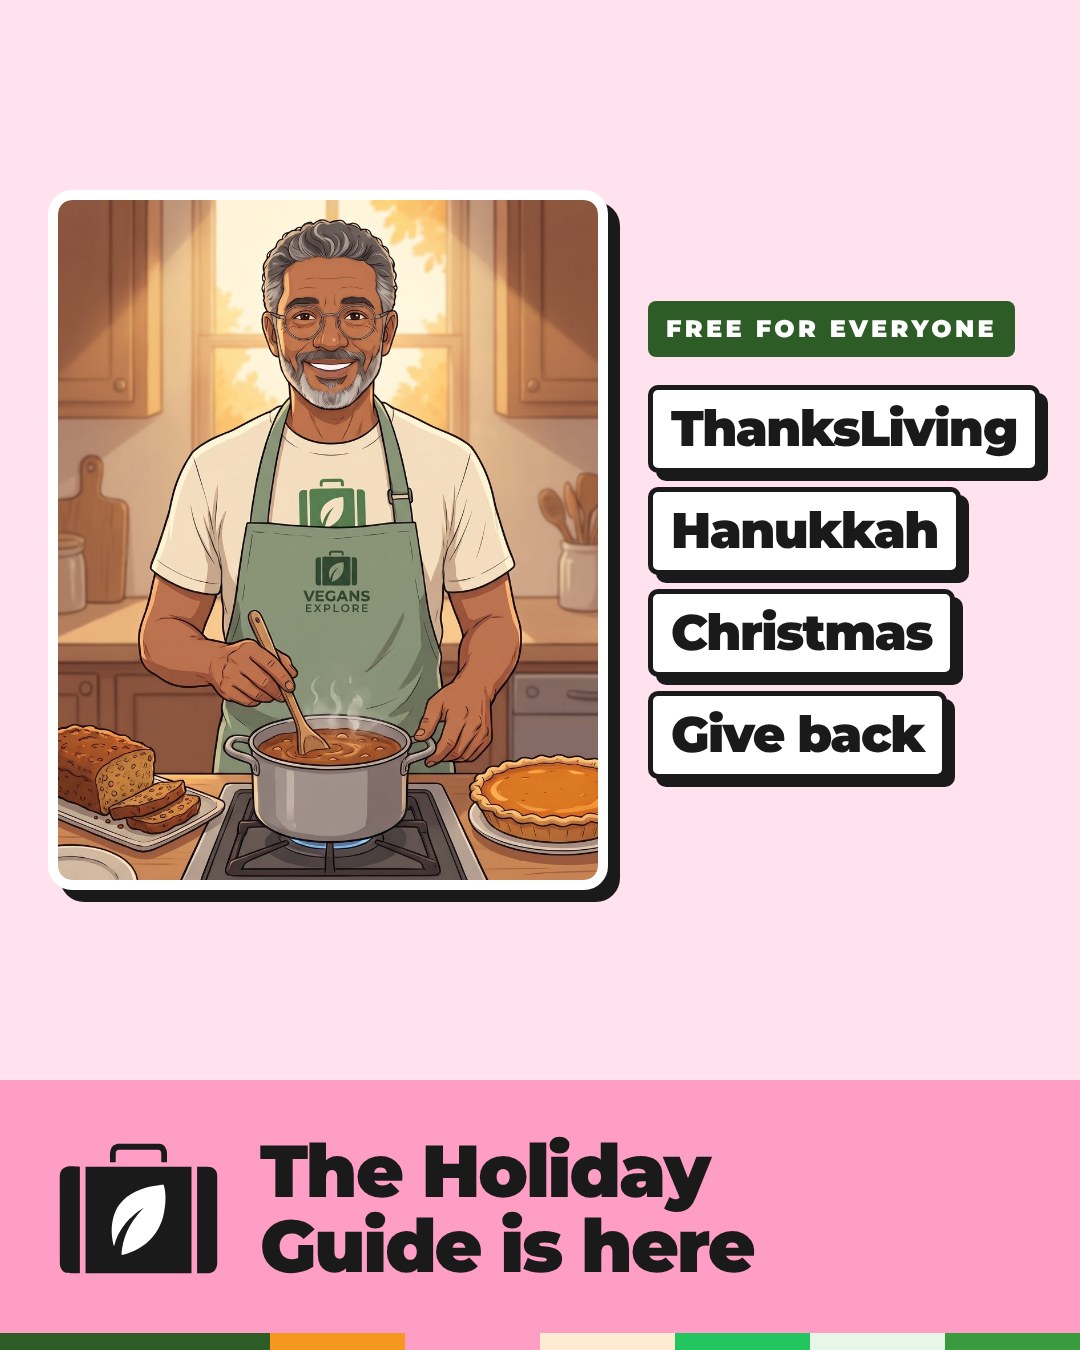 VEGANS
EXPLORE
FREE FOR EVERYONE
ThanksLiving
Hanukkah
Christmas
Give back
The Holiday
Guide is here